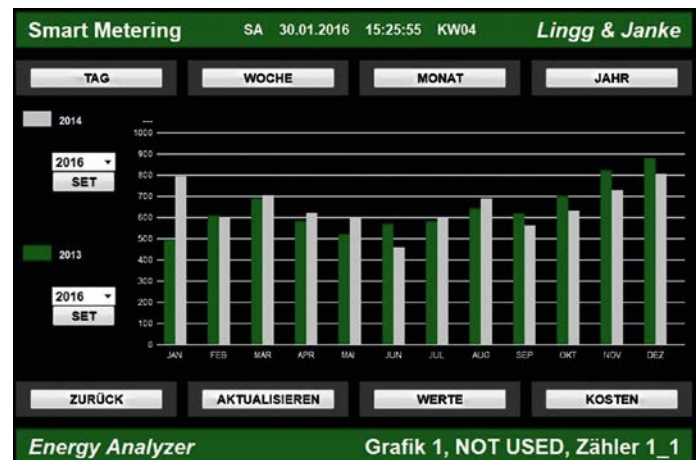 Smart Metering SA 30.01.2016 15:25:55 KW04 Lingg & Janke
TAG WOCHE MONAT JAHR
2014
---
1000
900
800
700
600
500
400
300
200
100
0
2016
SET
2013
2016
SET
JAN FEB MÄR APR MAI JUN JUL AUG SEP OKT NOV DEZ
ZURÜCK AKTUALISIEREN WERTE KOSTEN
Energy Analyzer Grafik 1, NOT USED, Zähler 1_1